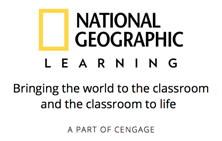 NATIONAL
GEOGRAPHIC
LEARNING
Bringing the world to the classroom
and the classroom to life
A PART OF CENGAGE